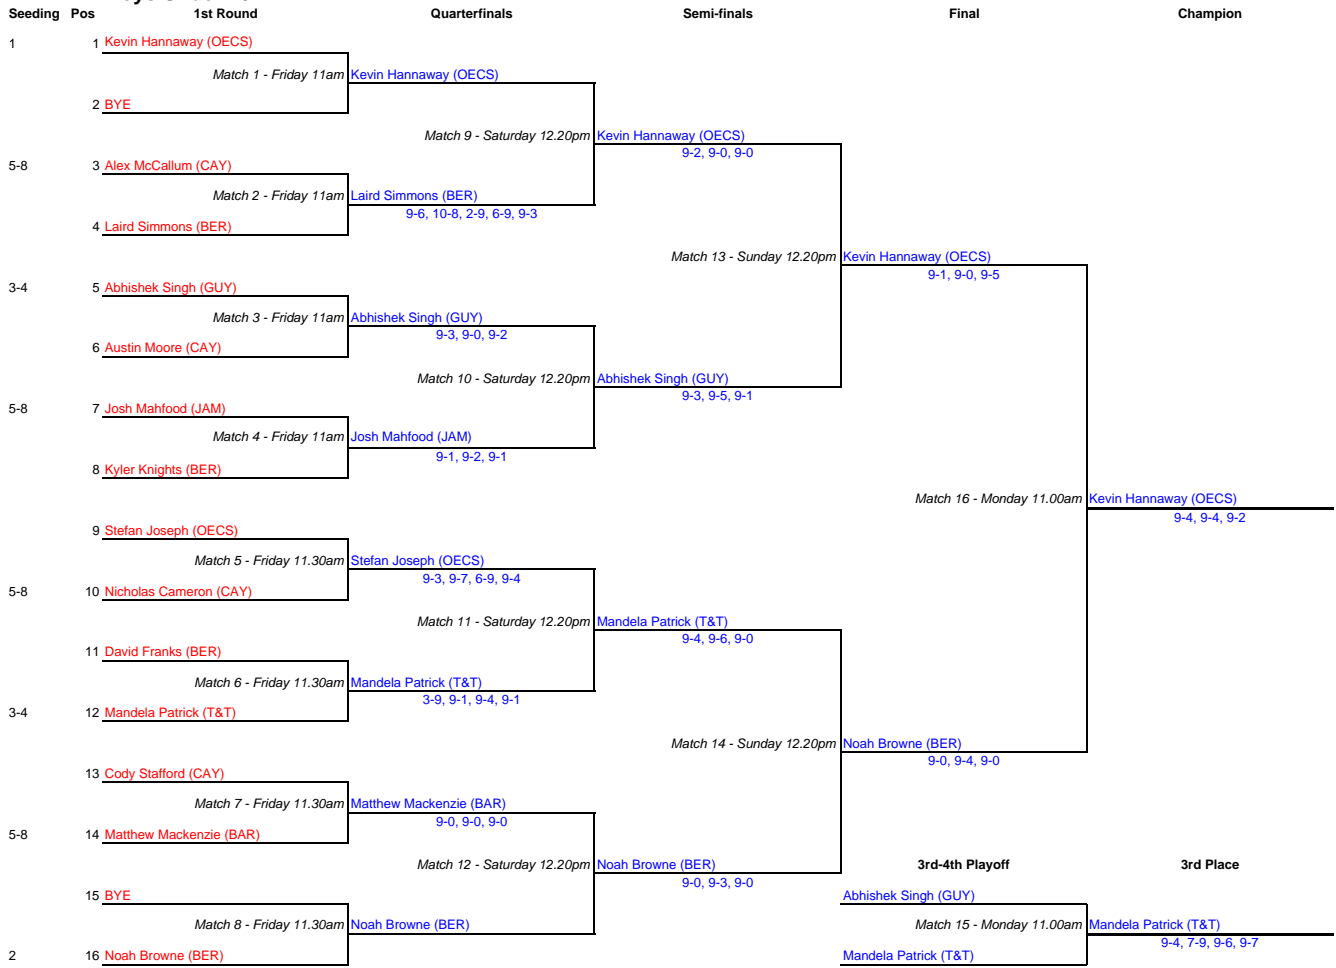 Seeding Pos 1st Round Quarterfinals Semi-finals Final Champion
1 1 Kevin Hannaway (OECS)
Match 1 - Friday 11am Kevin Hannaway (OECS)
2 BYE
Match 9 - Saturday 12.20pm Kevin Hannaway (OECS)
9-2, 9-0, 9-0
5-8 3 Alex McCallum (CAY)
Match 2 - Friday 11am Laird Simmons (BER)
9-6, 10-8, 2-9, 6-9, 9-3
4 Laird Simmons (BER)
Match 13 - Sunday 12.20pm Kevin Hannaway (OECS)
9-1, 9-0, 9-5
3-4 5 Abhishek Singh (GUY)
Match 3 - Friday 11am Abhishek Singh (GUY)
9-3, 9-0, 9-2
6 Austin Moore (CAY)
Match 10 - Saturday 12.20pm Abhishek Singh (GUY)
9-3, 9-5, 9-1
5-8 7 Josh Mahfood (JAM)
Match 4 - Friday 11am Josh Mahfood (JAM)
9-1, 9-2, 9-1
8 Kyler Knights (BER)
Match 16 - Monday 11.00am Kevin Hannaway (OECS)
9-4, 9-4, 9-2
9 Stefan Joseph (OECS)
Match 5 - Friday 11.30am Stefan Joseph (OECS)
9-3, 9-7, 6-9, 9-4
5-8 10 Nicholas Cameron (CAY)
Match 11 - Saturday 12.20pm Mandela Patrick (T&T)
9-4, 9-6, 9-0
11 David Franks (BER)
Match 6 - Friday 11.30am Mandela Patrick (T&T)
3-9, 9-1, 9-4, 9-1
3-4 12 Mandela Patrick (T&T)
Match 14 - Sunday 12.20pm Noah Browne (BER)
9-0, 9-4, 9-0
13 Cody Stafford (CAY)
Match 7 - Friday 11.30am Matthew Mackenzie (BAR)
9-0, 9-0, 9-0
5-8 14 Matthew Mackenzie (BAR)
Match 12 - Saturday 12.20pm Noah Browne (BER) 3rd-4th Playoff 3rd Place
9-0, 9-3, 9-0
15 BYE Abhishek Singh (GUY)
Match 8 - Friday 11.30am Noah Browne (BER) Match 15 - Monday 11.00am Mandela Patrick (T&T)
9-4, 7-9, 9-6, 9-7
2 16 Noah Browne (BER) Mandela Patrick (T&T)